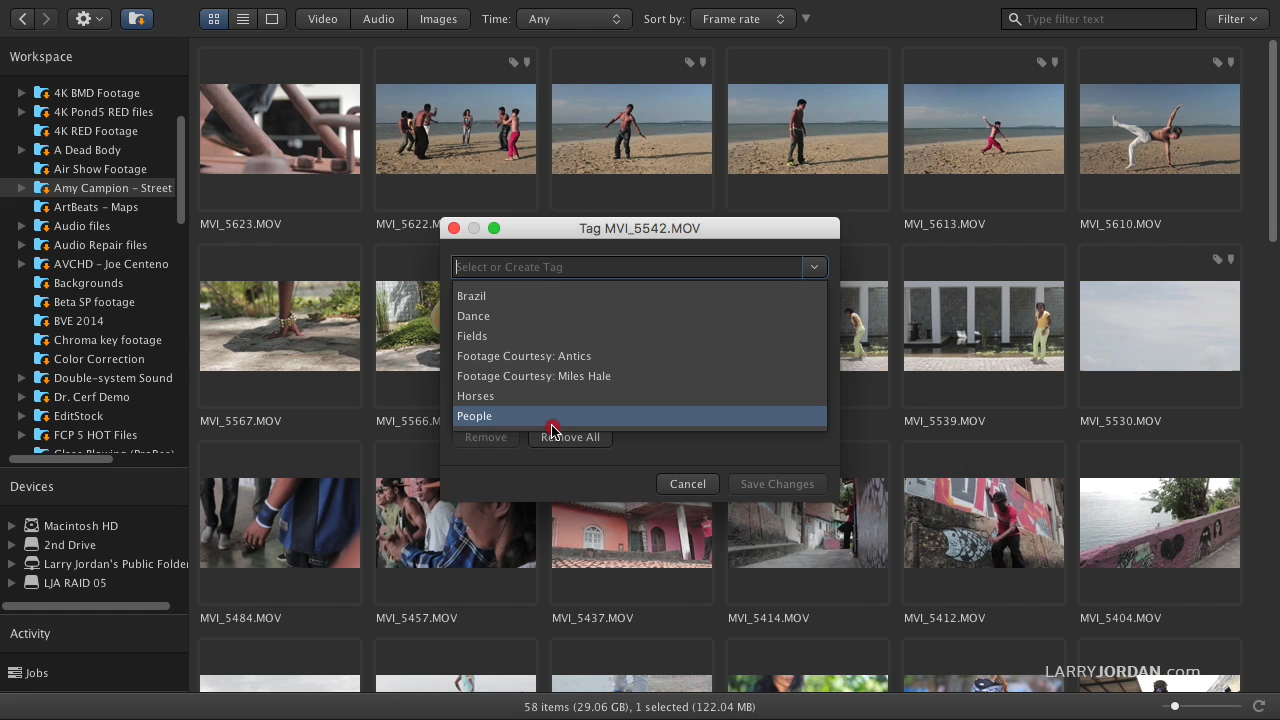 Video
Audio
Images
Time:
Any
Sort by:
Frame rate
Type filter text
Filter
Workspace
4K BMD Footage
4K Pond5 RED files
4K RED Footage
A Dead Body
Air Show Footage
Amy Campion – Street
ArtBeats – Maps
Audio files
Audio Repair files
AVCHD – Joe Centeno
Backgrounds
Beta SP footage
BVE 2014
Chroma key footage
Color Correction
Double-system Sound
Dr. Cerf Demo
EditStock
FCP 5 HOT Files
Devices
Macintosh HD
2nd Drive
Larry Jordan's Public Folder
LJA RAID 05
Activity
Jobs
MVI_5623.MOV
MVI_5622.M
MVI_5613.MOV
MVI_5610.MOV
Tag MVI_5542.MOV
Select or Create Tag
Brazil
Dance
Fields
Footage Courtesy: Antics
Footage Courtesy: Miles Hale
Horses
People
Remove
Remove All
Cancel
Save Changes
MVI_5567.MOV
MVI_5566.M
MVI_5539.MOV
MVI_5530.MOV
MVI_5484.MOV
MVI_5457.MOV
MVI_5437.MOV
MVI_5414.MOV
MVI_5412.MOV
MVI_5404.MOV
LARRYJORDAN.com
58 items (29.06 GB), 1 selected (122.04 MB)